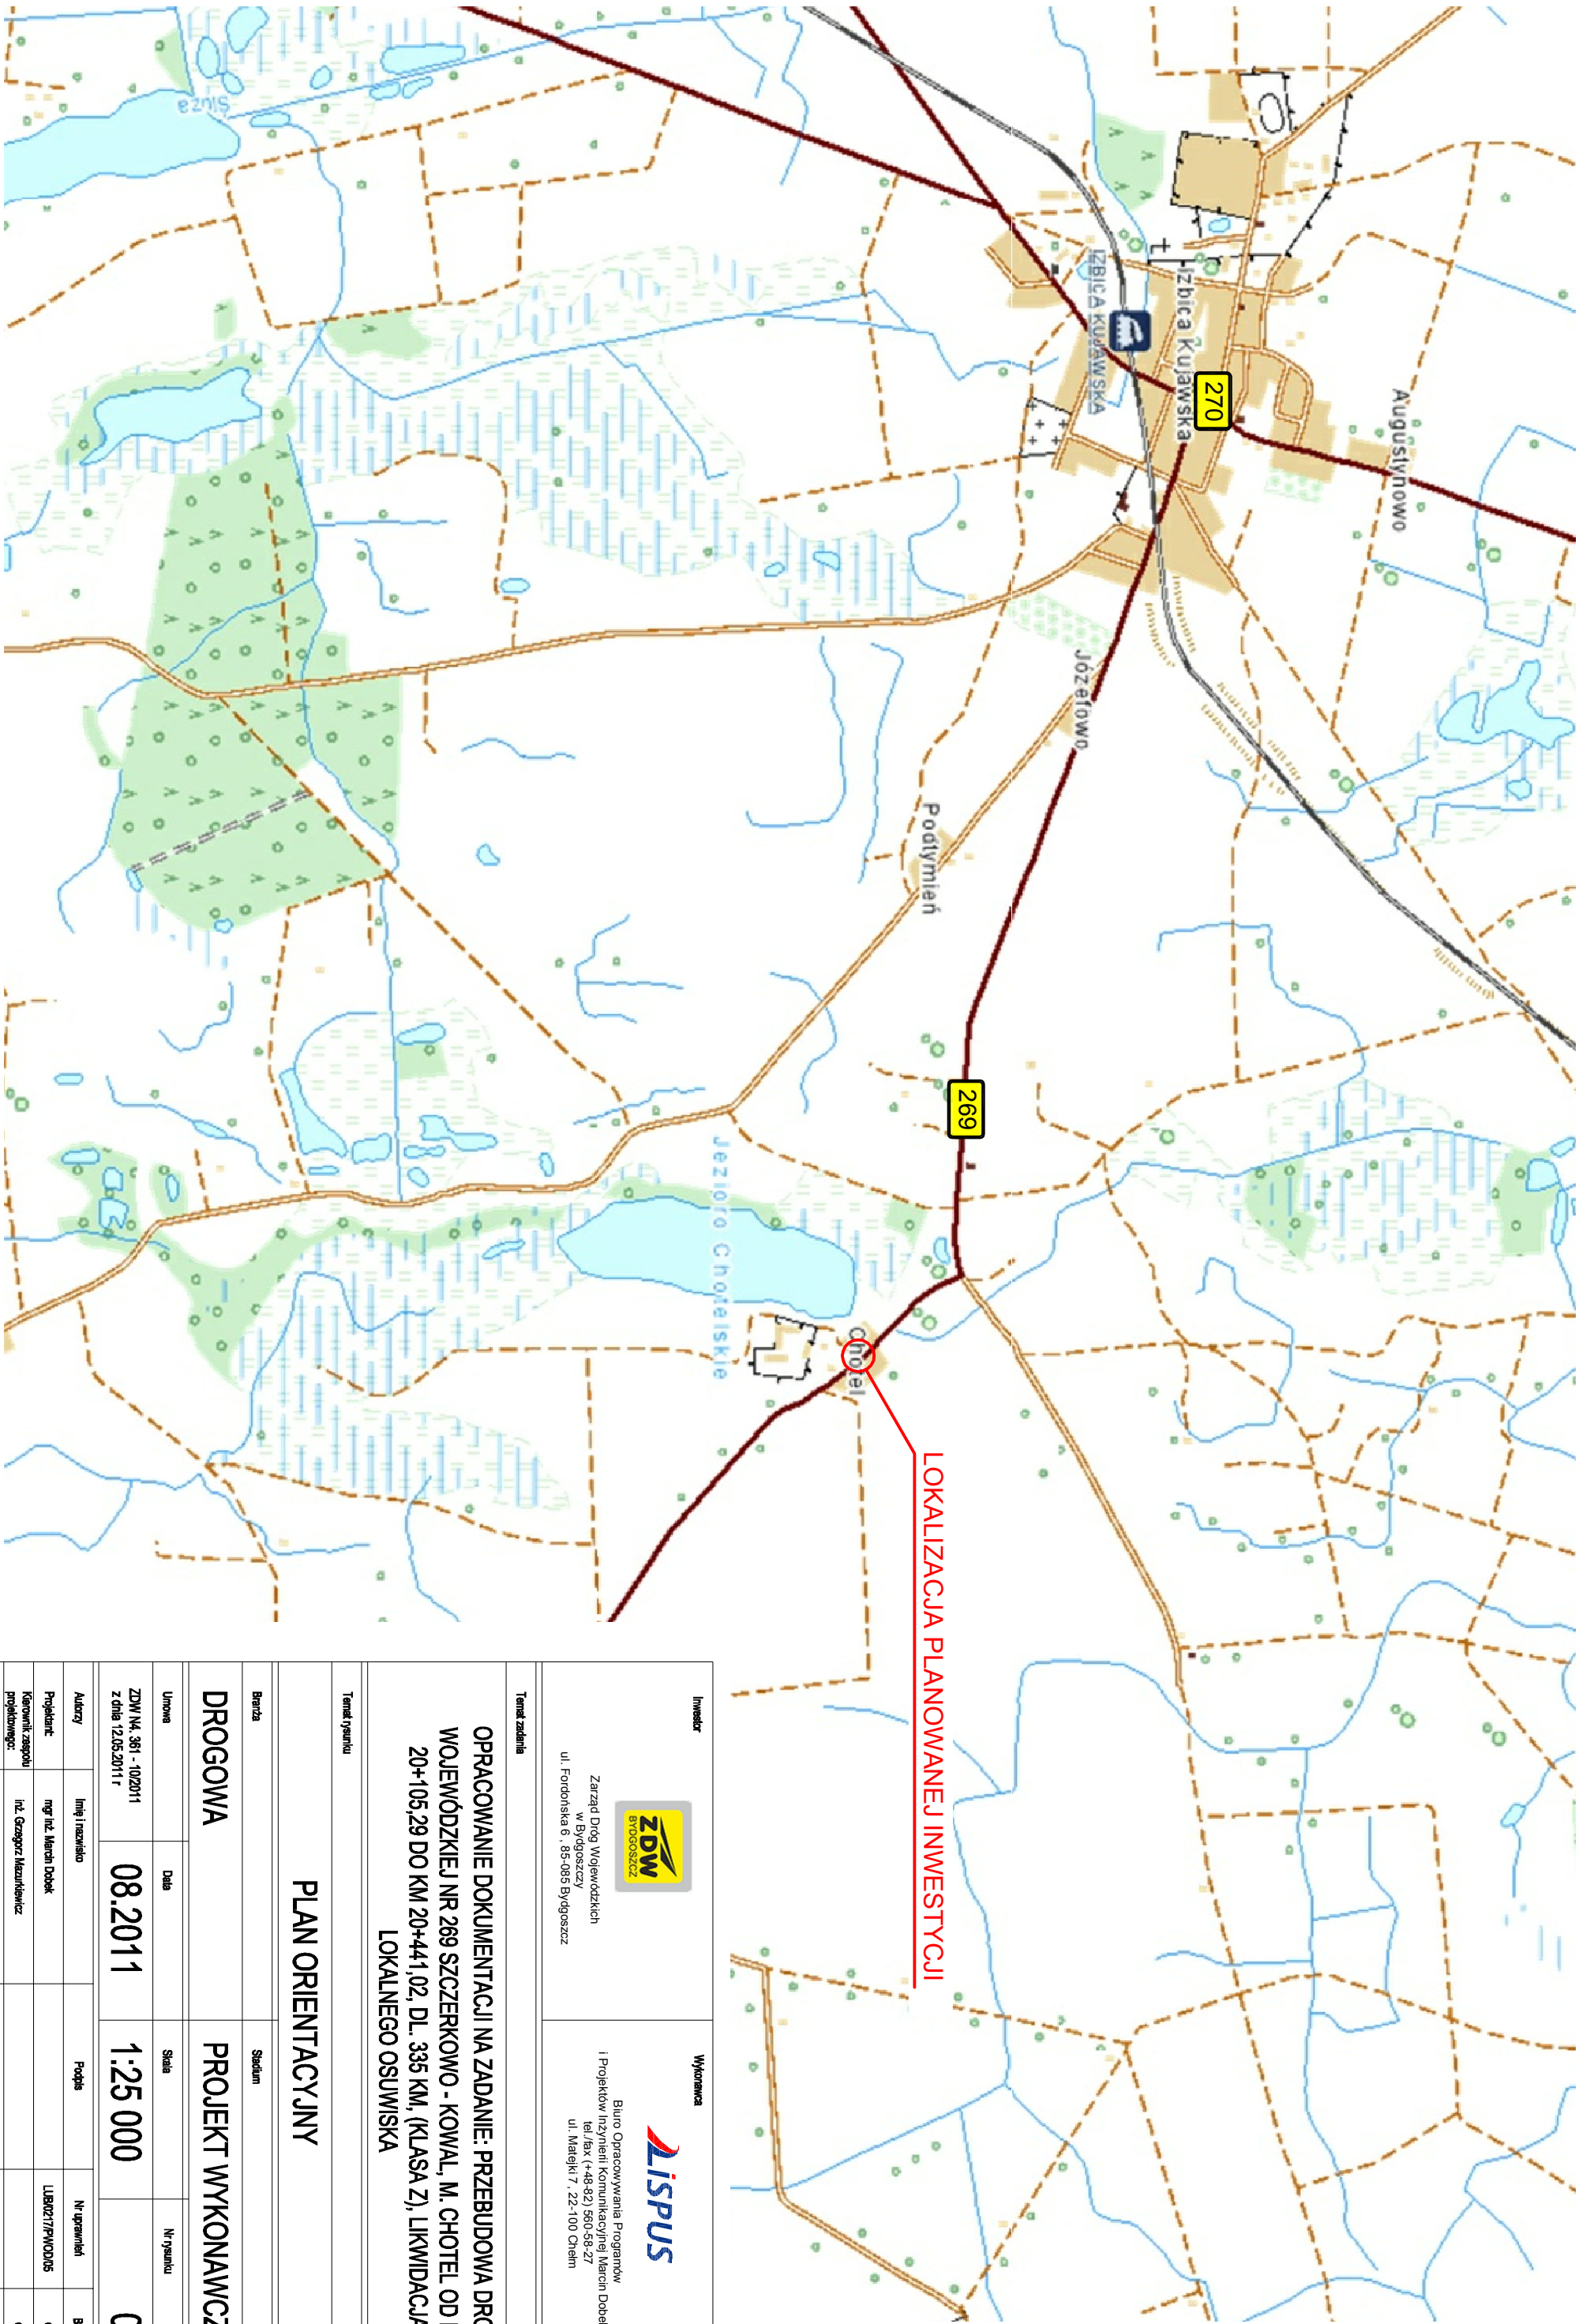 Śluza
Izbica Kujawska
IZBICA KUJAWSKA
270
Augustynowo
Józefowo
Podtymień
269
Jezioro Chotelskie
Chotel
LOKALIZACJA PLANOWANEJ INWESTYCJI
Inwestor
ZDW
BYDGOSZCZ
Zarząd Dróg Wojewódzkich
w Bydgoszczy
ul. Fordońska 6 , 85-085 Bydgoszcz
Wykonawca
LiSPUS
Biuro Opracowywania Programów
i Projektów Inżynierii Komunikacyjnej Marcin Dobek
tel./fax (+48-82) 560-58-27
ul. Matejki 7 , 22-100 Chełm
Temat zadania
OPRACOWANIE DOKUMENTACJI NA ZADANIE: PRZEBUDOWA DRO
WOJEWÓDZKIEJ NR 269 SZCZERKOWO - KOWAL, M. CHOTEL OD
20+105,29 DO KM 20+441,02, DL. 335 KM, (KLASA Z), LIKWIDACJA
LOKALNEGO OSUWISKA
Temat rysunku
PLAN ORIENTACYJNY
Branża
Stadium
DROGOWA
PROJEKT WYKONAWCZ
Umowa
Data
Skala
Nr rysunku
ZDW N4. 361 - 10/2011
z dnia 12.05.2011 r
08.2011
1:25 000
Autorzy
Imię i nazwisko
Podpis
Nr uprawnień
Projektant:
mgr inż. Marcin Dobek
LUB/0217/PWOD/05
Kierownik zespołu
projektowego:
inż. Grzegorz Mazurkiewicz